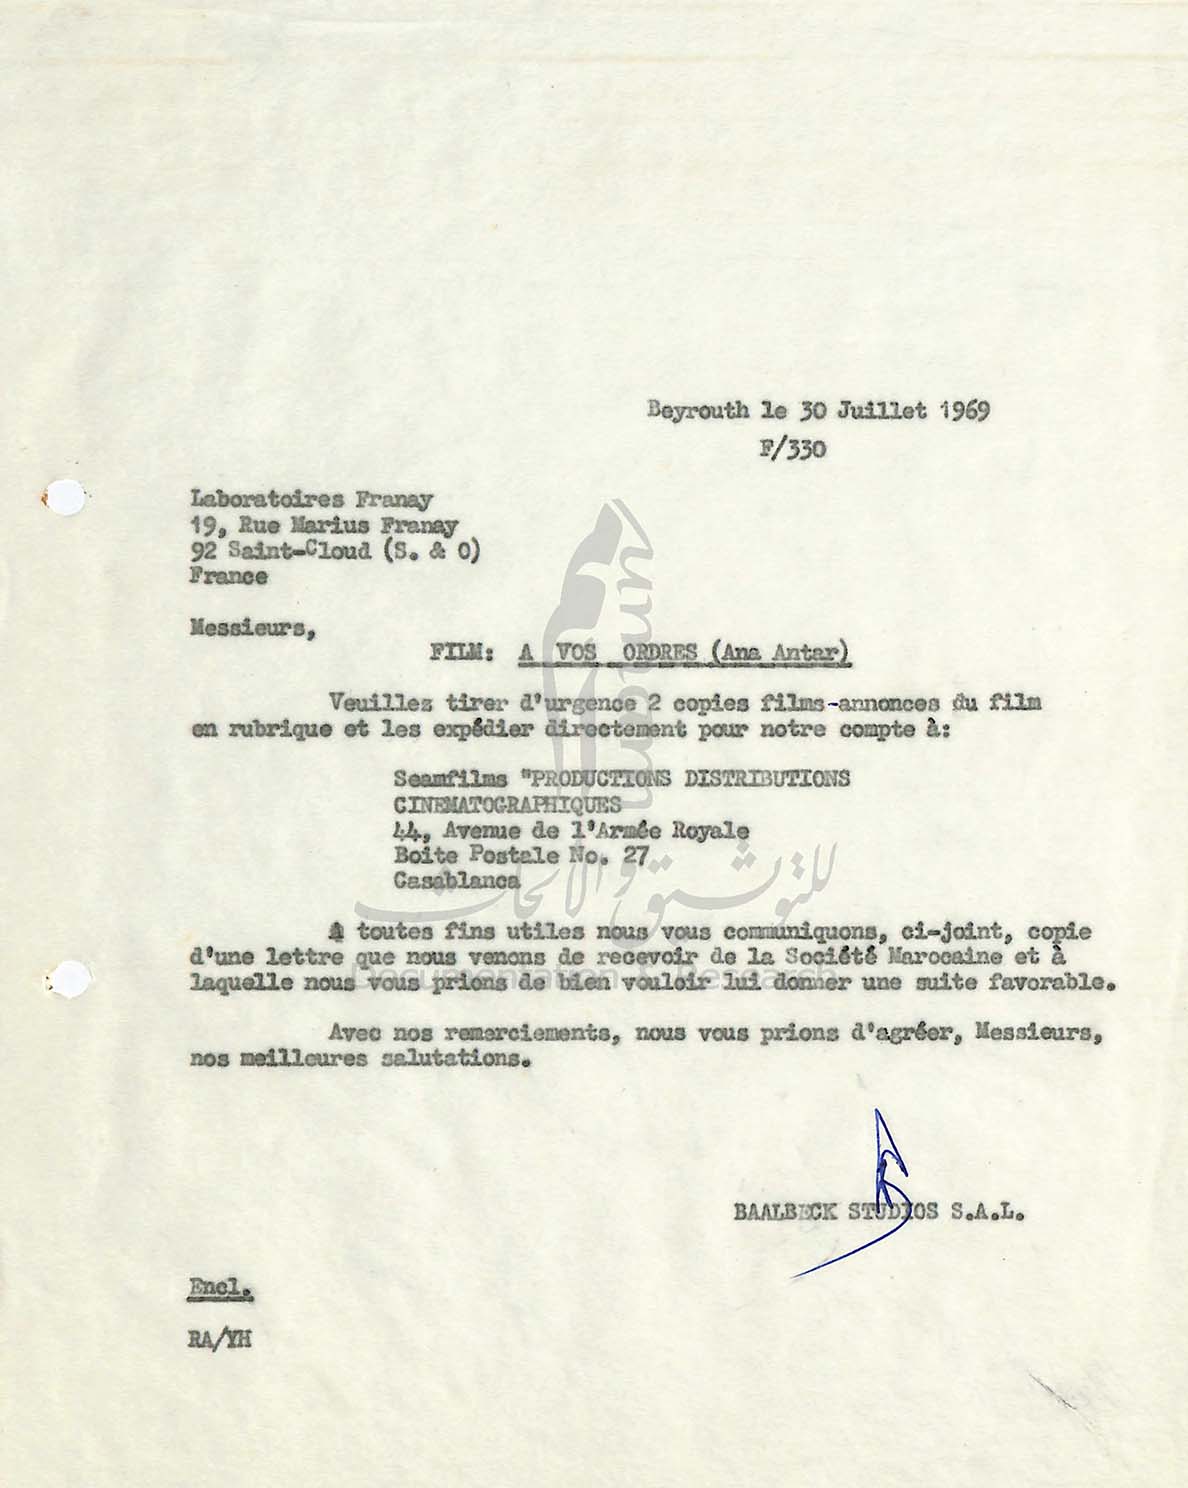 Beyrouth le 30 Juillet 1969
F/330
Laboratoires Franay
19, Rue Marius Franay
92 Saint-Cloud (S. & O)
France
Messieurs,
FILM: A VOS ORDRES (Ana Antar)
Veuillez tirer d'urgence 2 copies films-annonces du film
en rubrique et les expédier directement pour notre compte à:
Seamfilms "PRODUCTIONS DISTRIBUTIONS
CINEMATOGRAPHIQUES
44, Avenue de l'Armée Royale
Boite Postale No. 27
Casablanca
A toutes fins utiles nous vous communiquons, ci-joint, copie
d'une lettre que nous venons de recevoir de la Société Marocaine et à
laquelle nous vous prions de bien vouloir lui donner une suite favorable.
Avec nos remerciements, nous vous prions d'agréer, Messieurs,
nos meilleures salutations.
BAALBECK STUDIOS S.A.L.
Encl.
RA/YH
umam
للتوثيق والأبحاث
Documentation & Research